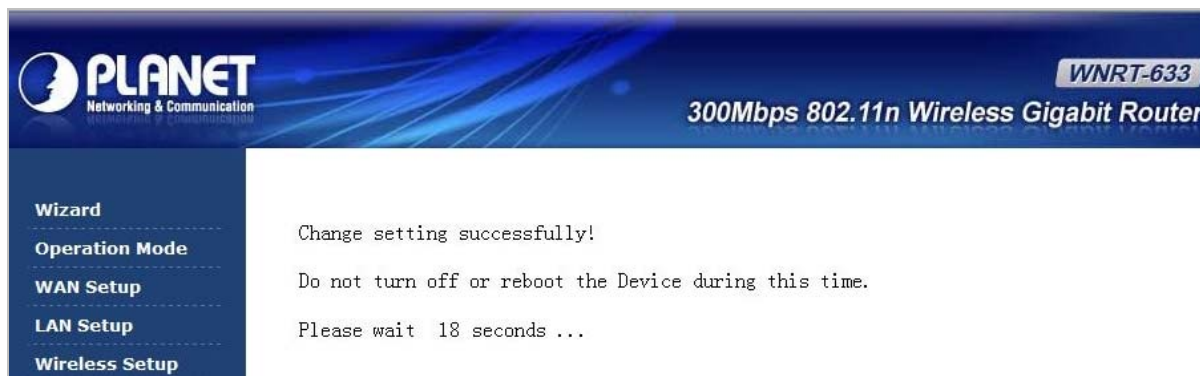 PLANET
Networking & Communication
WNRT-633
300Mbps 802.11n Wireless Gigabit Router
Wizard
Operation Mode
WAN Setup
LAN Setup
Wireless Setup
Change setting successfully!
Do not turn off or reboot the Device during this time.
Please wait 18 seconds ...